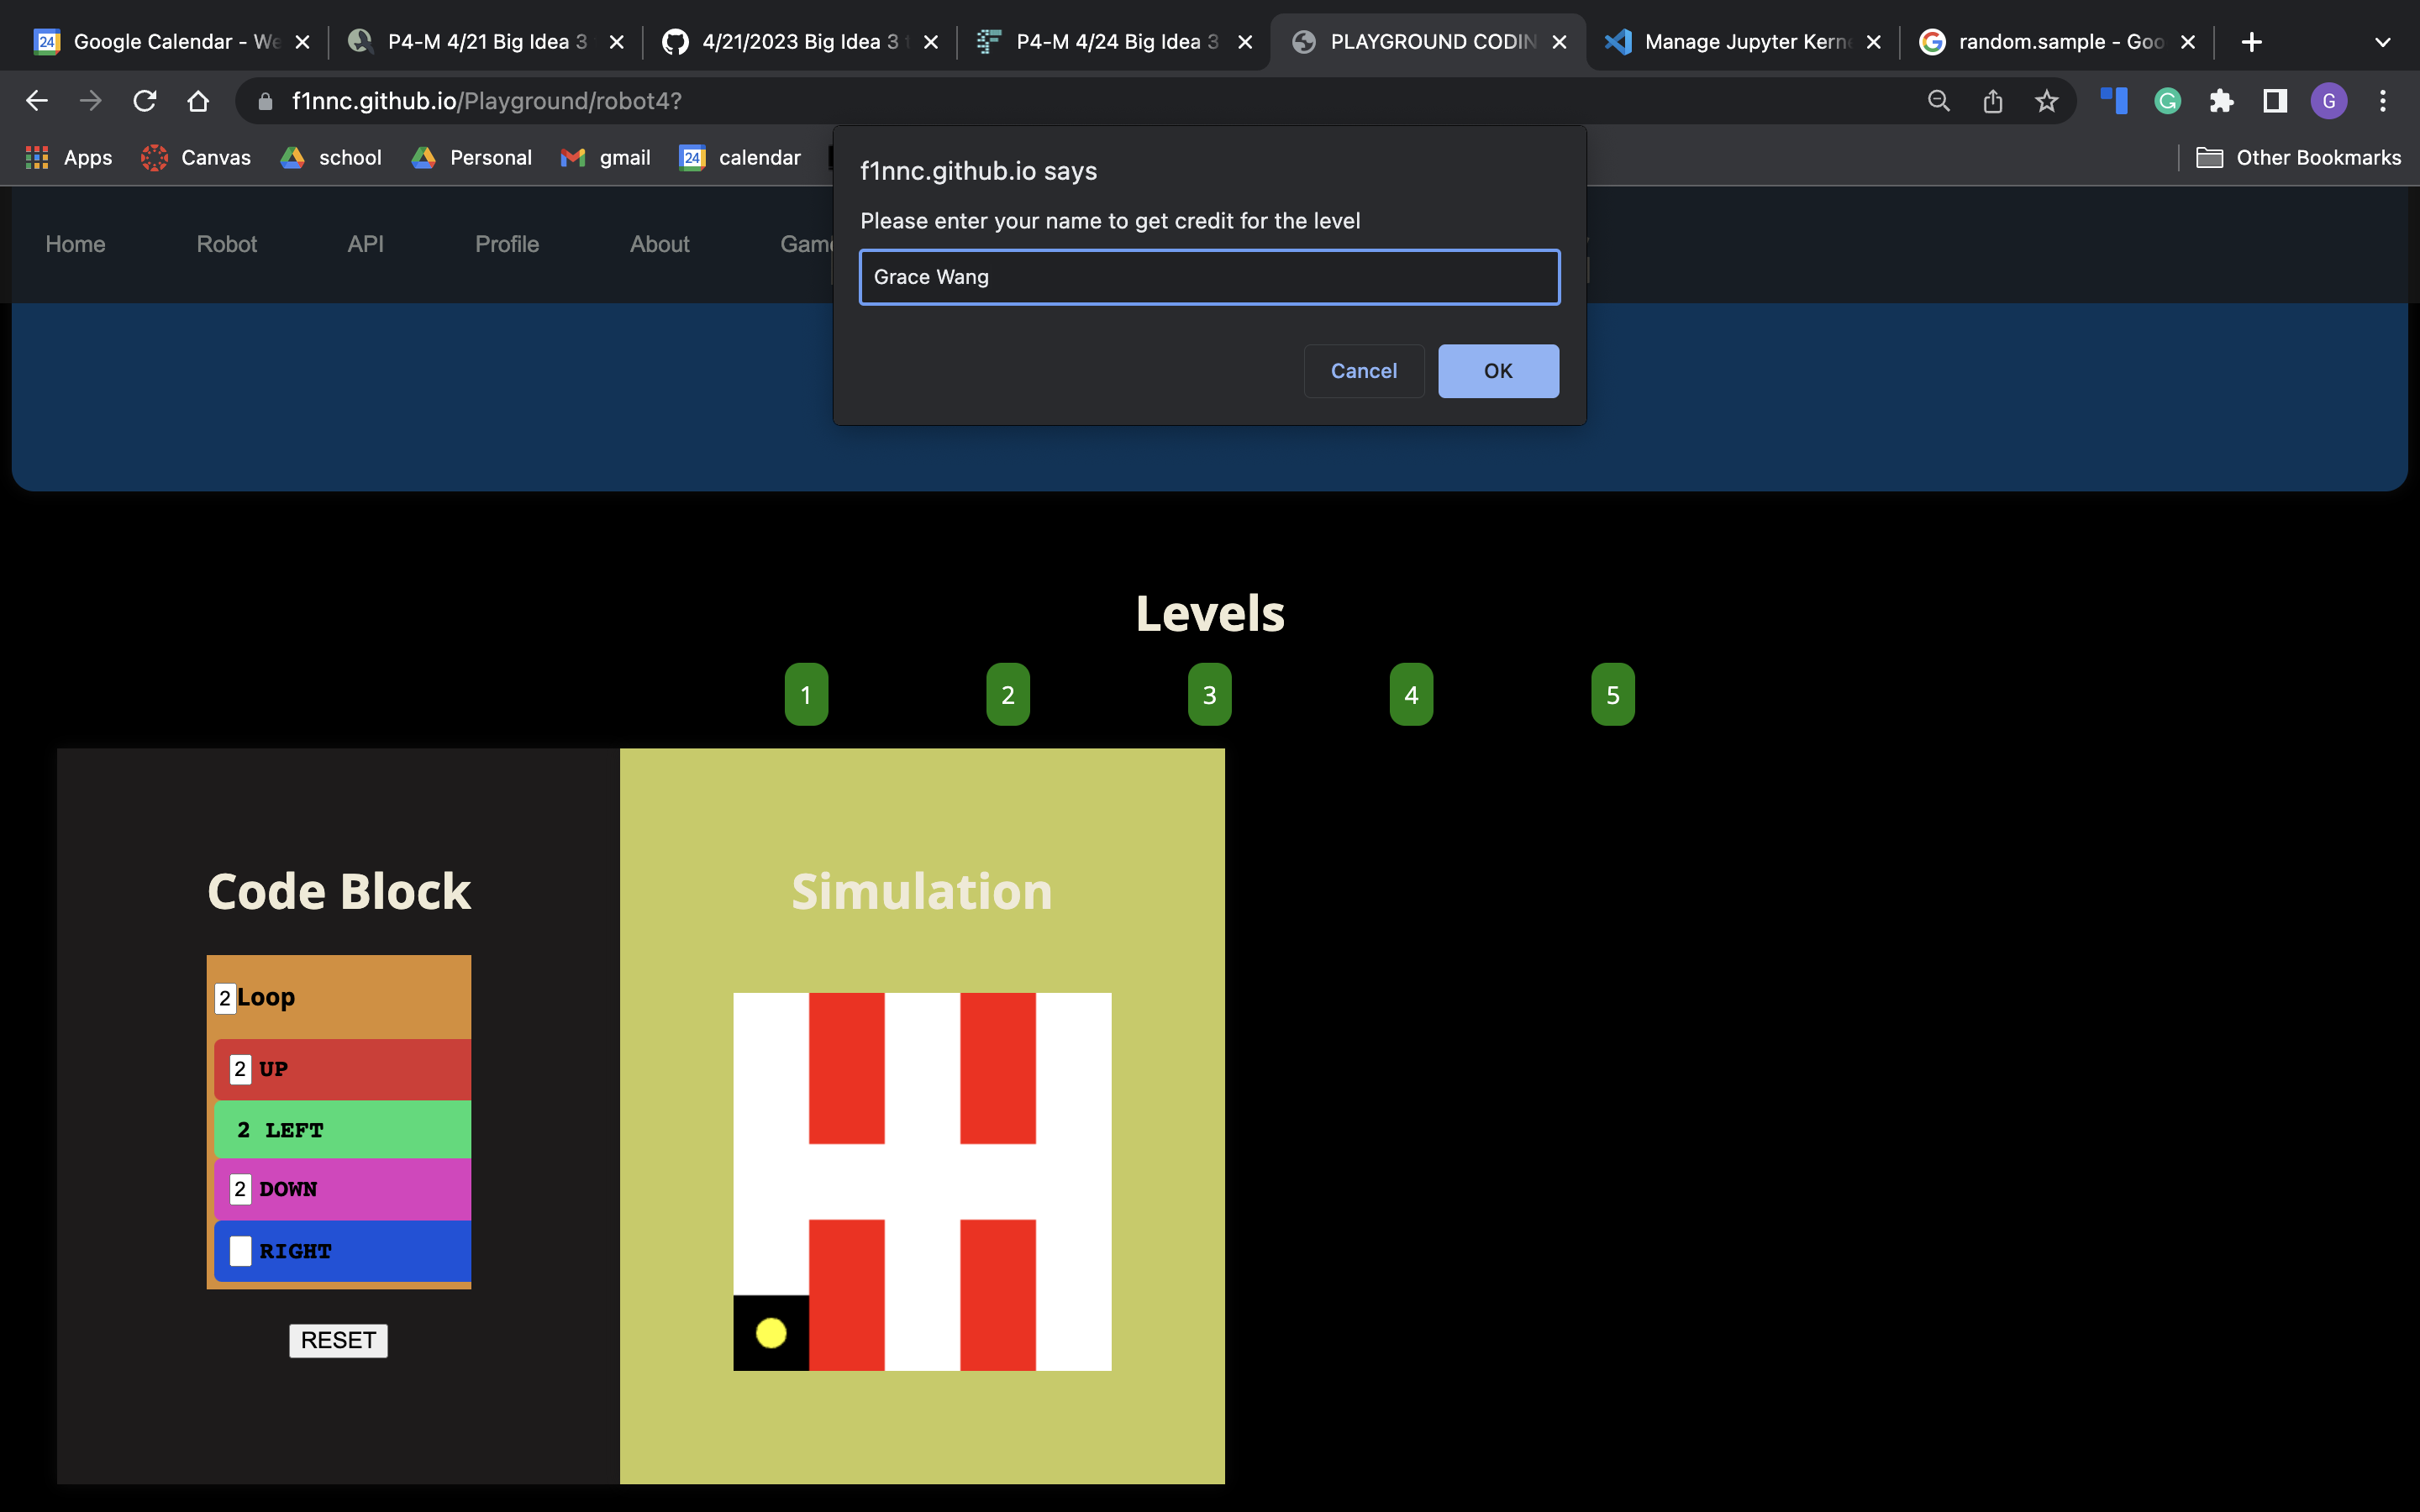 24 Google Calendar - We
P4-M 4/21 Big Idea 3
4/21/2023 Big Idea 3
P4-M 4/24 Big Idea 3
PLAYGROUND CODIN
Manage Jupyter Kern
random.sample - Goo
f1nnc.github.io/Playground/robot4?
G
Apps Canvas school Personal gmail 24 calendar Other Bookmarks
f1nnc.github.io says
Please enter your name to get credit for the level
Grace Wang
Cancel OK
Home Robot API Profile About Gam
Levels
1 2 3 4 5
Code Block
Simulation
2 Loop
2 UP
2 LEFT
2 DOWN
RIGHT
RESET